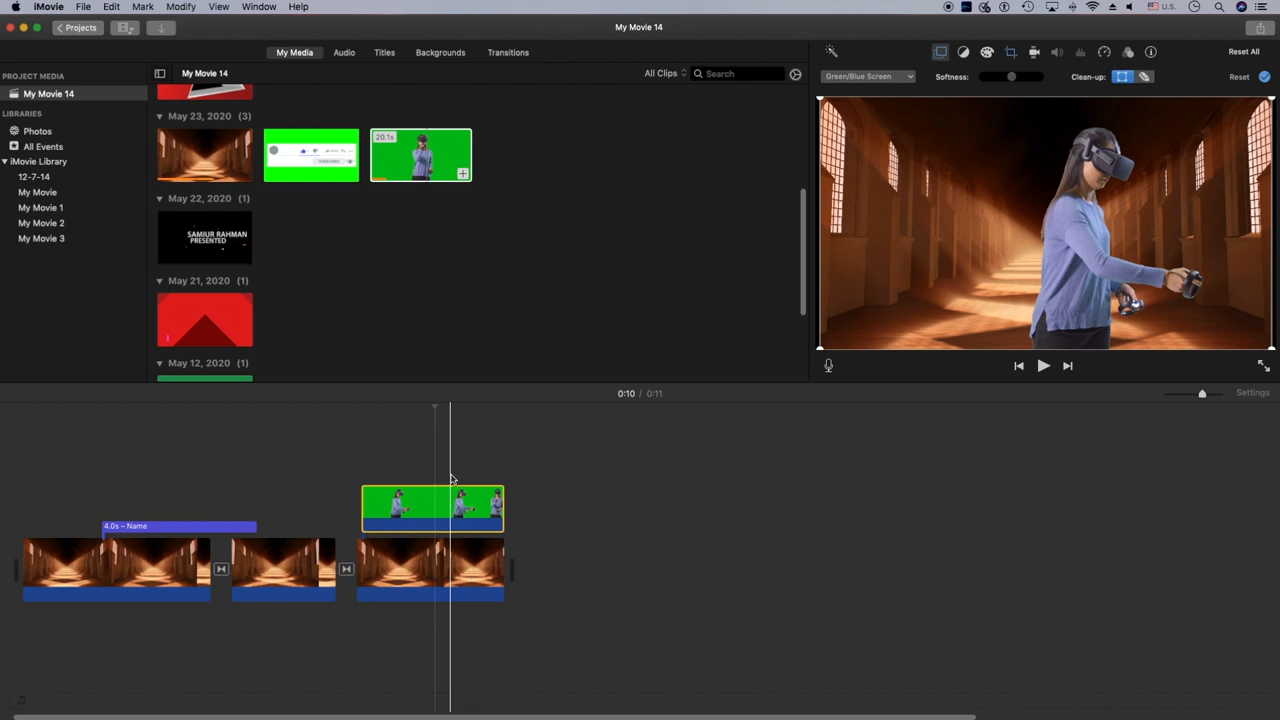 iMovie File Edit Mark Modify View Window Help U.S.
Projects My Movie 14
My Media Audio Titles Backgrounds Transitions Reset All
PROJECT MEDIA
My Movie 14
LIBRARIES
Photos
All Events
iMovie Library
12-7-14
My Movie
My Movie 1
My Movie 2
My Movie 3
My Movie 14 All Clips Search
May 23, 2020 (3)
20.1s
May 22, 2020 (1)
SAMIUR RAHMAN
PRESENTED
May 21, 2020 (1)
May 12, 2020 (1)
Green/Blue Screen Softness: Clean-up: Reset
0:10 / 0:11 Settings
4.0s – Name